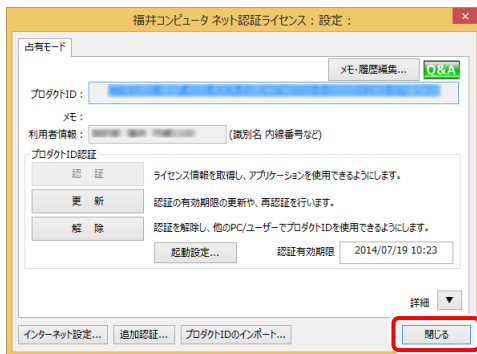 福井コンピュータ ネット認証ライセンス：設定：
×
占有モード
メモ・履歴編集... Q&A
プロダクトID：
メモ：
利用者情報： (識別名 内線番号など)
プロダクトID認証
認 証 ライセンス情報を取得し、アプリケーションを使用できるようにします。
更 新 認証の有効期限の更新や、再認証を行います。
解 除 認証を解除し、他のPC/ユーザーでプロダクトIDを使用できるようにします。
起動設定... 認証有効期限 2014/07/19 10:23
詳細 ▼
インターネット設定... 追加認証... プロダクトIDのインポート... 閉じる